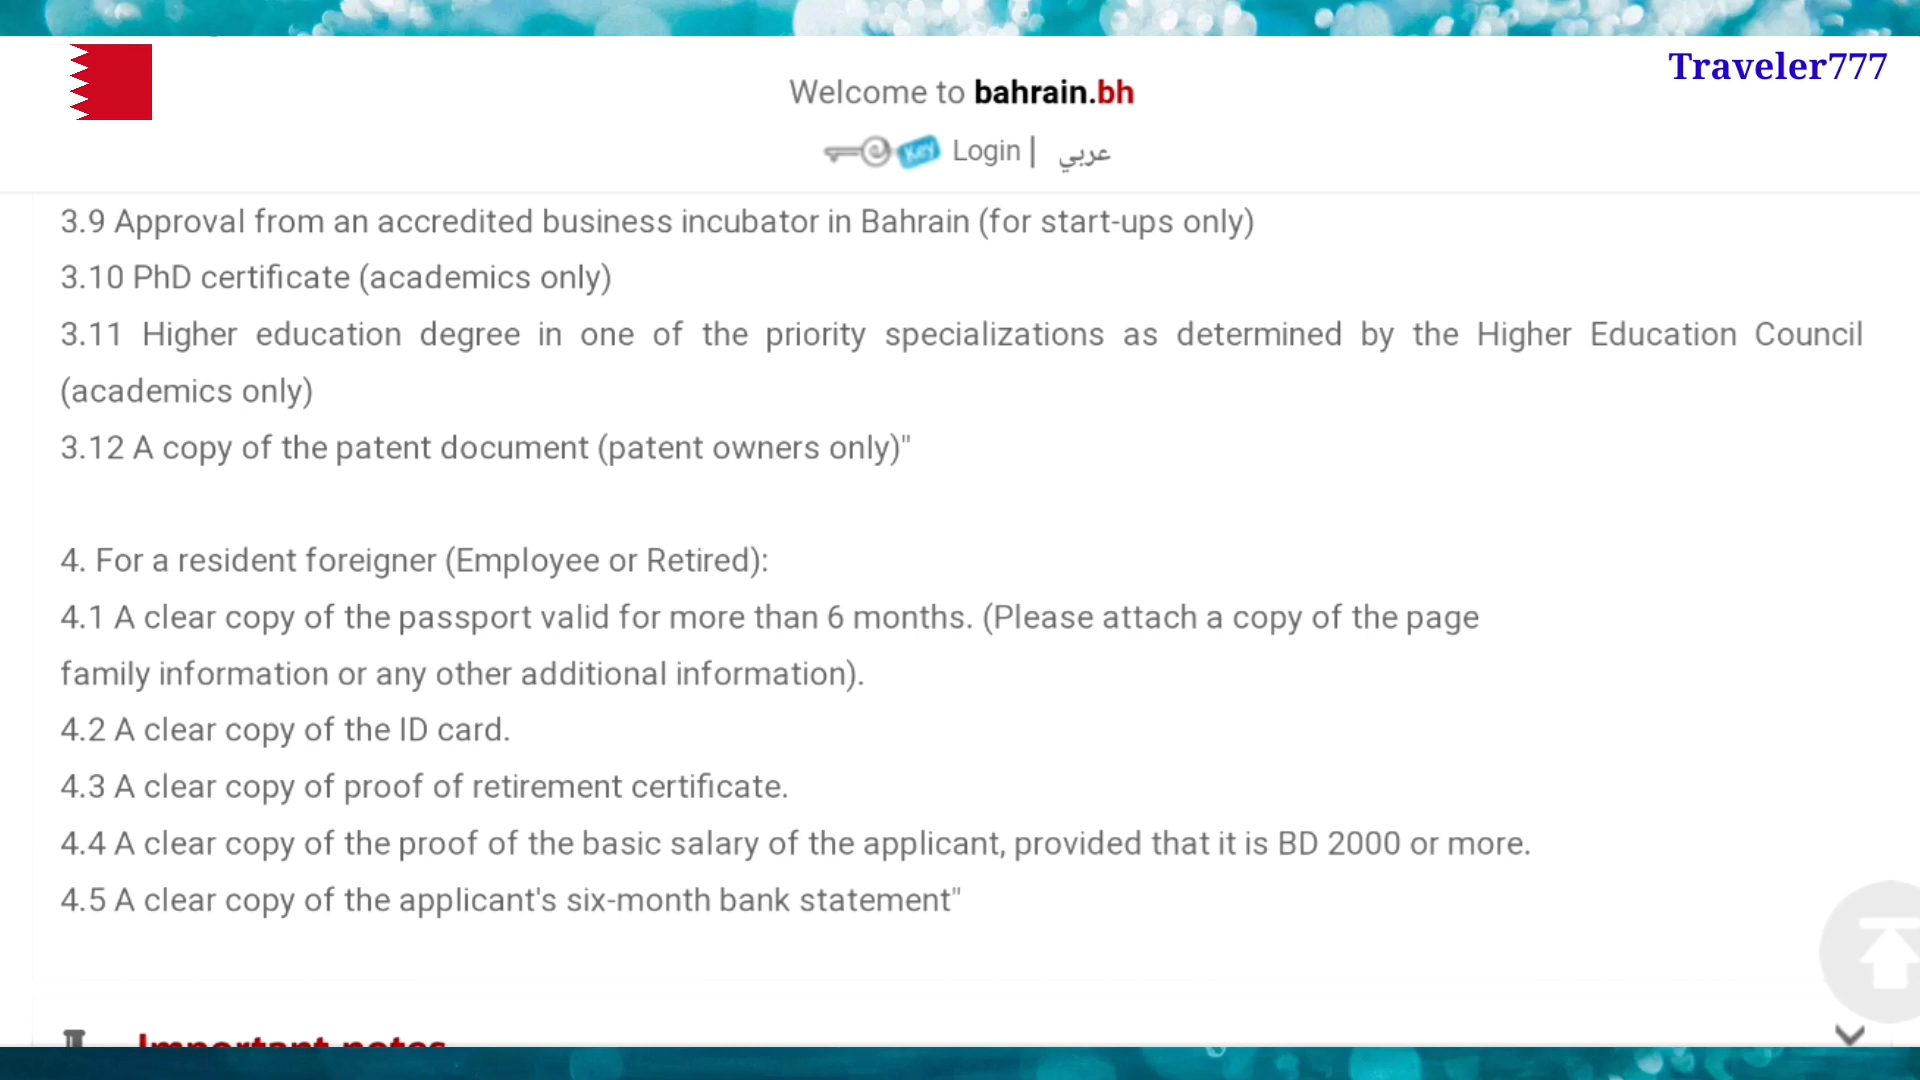 Traveler777
Welcome to bahrain.bh
Key Login | عربي
3.9 Approval from an accredited business incubator in Bahrain (for start-ups only)
3.10 PhD certificate (academics only)
3.11 Higher education degree in one of the priority specializations as determined by the Higher Education Council
(academics only)
3.12 A copy of the patent document (patent owners only)"
4. For a resident foreigner (Employee or Retired):
4.1 A clear copy of the passport valid for more than 6 months. (Please attach a copy of the page
family information or any other additional information).
4.2 A clear copy of the ID card.
4.3 A clear copy of proof of retirement certificate.
4.4 A clear copy of the proof of the basic salary of the applicant, provided that it is BD 2000 or more.
4.5 A clear copy of the applicant's six-month bank statement"
Important notes